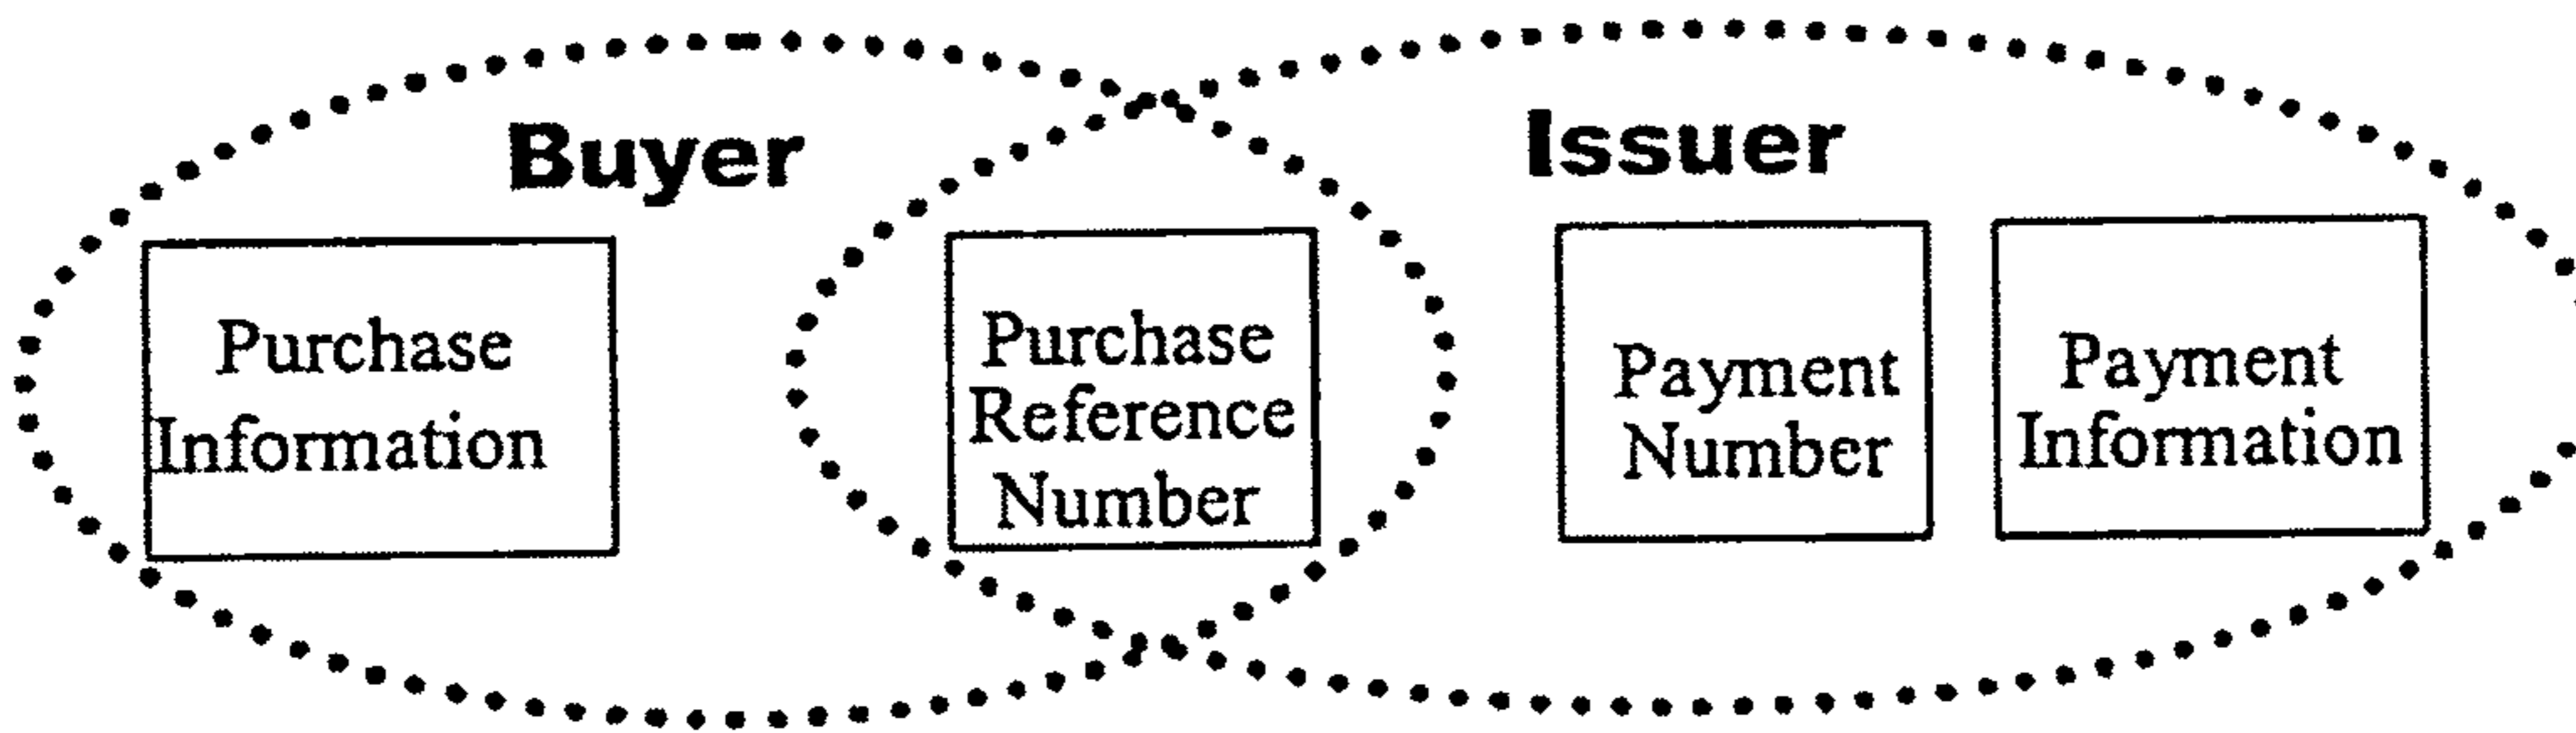 Buyer
Issuer
Purchase
Information
Purchase
Reference
Number
Payment
Number
Payment
Information